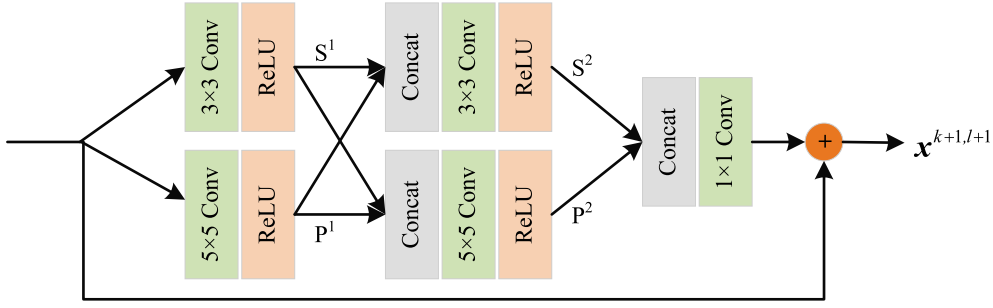 3×3 Conv
ReLU
S¹
Concat
3×3 Conv
ReLU
S²
5×5 Conv
ReLU
P¹
Concat
5×5 Conv
ReLU
P²
Concat
1×1 Conv
+
x^{k+1,l+1}